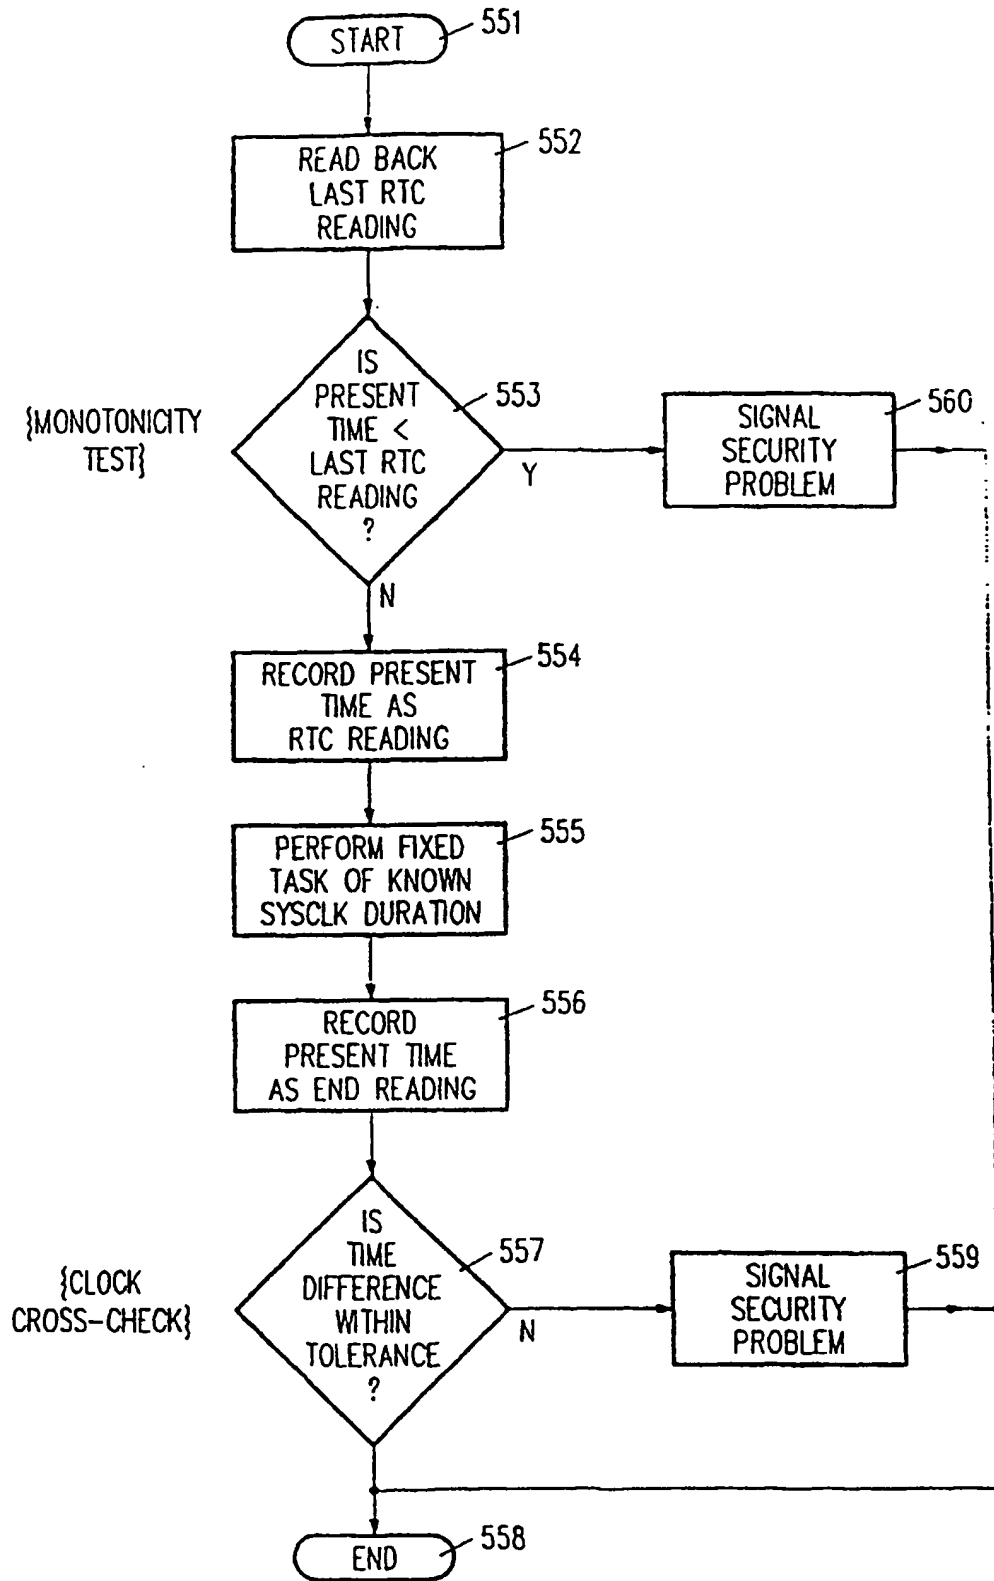 START
551
READ BACK
LAST RTC
READING
552
IS
PRESENT
TIME <
LAST RTC
READING
?
553
{MONOTONICITY
TEST}
Y
SIGNAL
SECURITY
PROBLEM
560
N
RECORD PRESENT
TIME AS
RTC READING
554
PERFORM FIXED
TASK OF KNOWN
SYSCLK DURATION
555
RECORD
PRESENT TIME
AS END READING
556
IS
TIME
DIFFERENCE
WITHIN
TOLERANCE
?
557
{CLOCK
CROSS-CHECK}
N
SIGNAL
SECURITY
PROBLEM
559
END
558